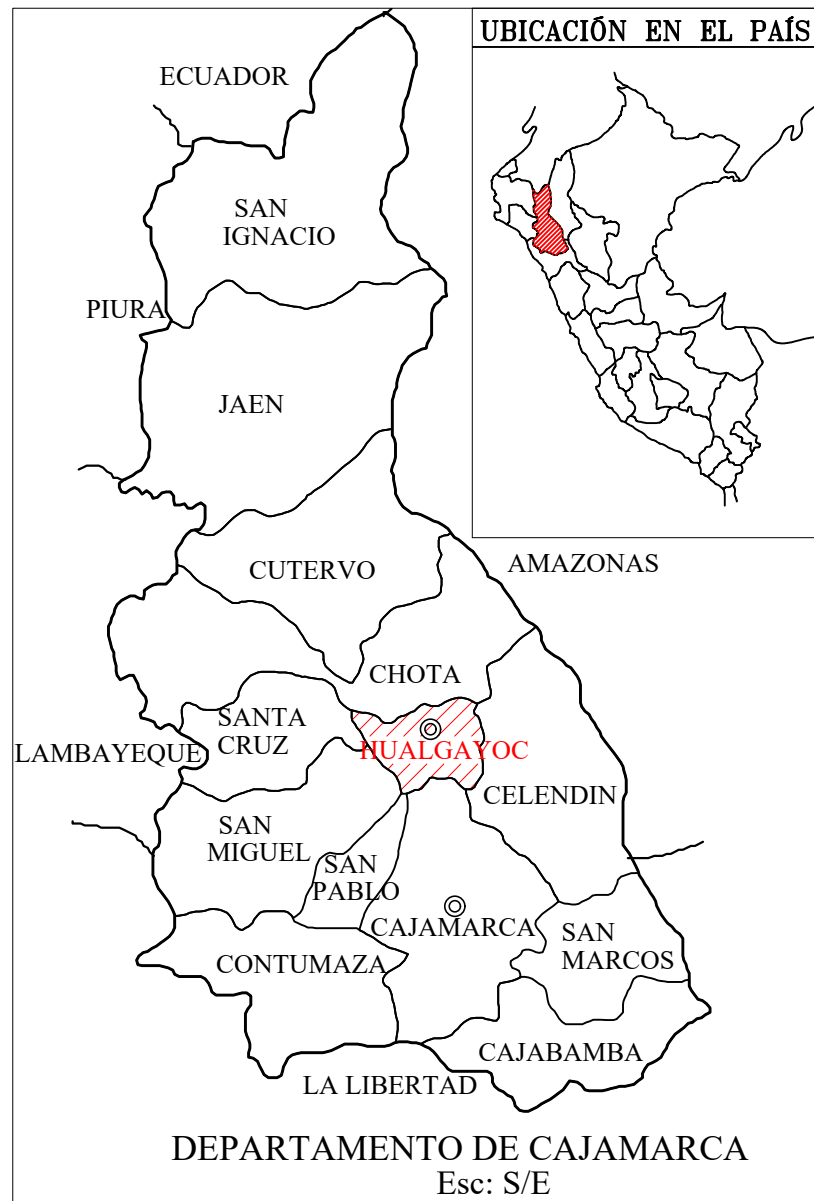 UBICACIÓN EN EL PAÍS
ECUADOR
SAN
IGNACIO
PIURA
JAEN
CUTERVO
AMAZONAS
CHOTA
SANTA
CRUZ
HUALGAYOC
LAMBAYEQUE
CELENDIN
SAN
MIGUEL
SAN
PABLO
CAJAMARCA
SAN
MARCOS
CONTUMAZA
CAJABAMBA
LA LIBERTAD
DEPARTAMENTO DE CAJAMARCA
Esc: S/E